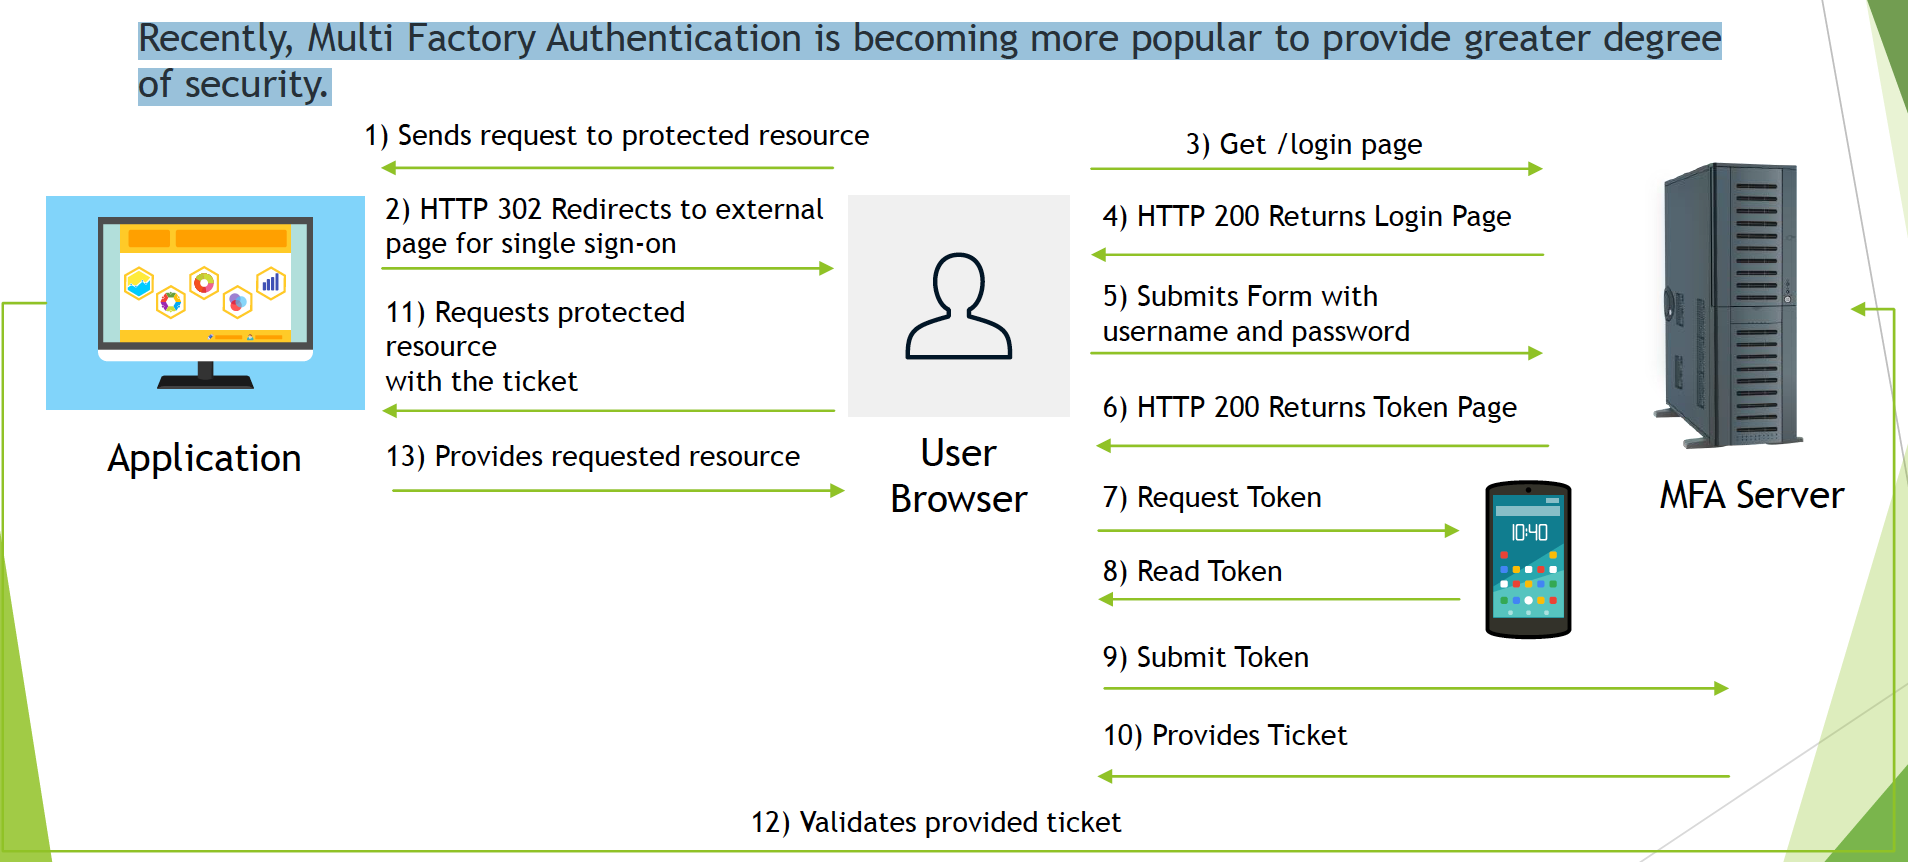 Recently, Multi Factory Authentication is becoming more popular to provide greater degree
of security.
1) Sends request to protected resource
3) Get /login page
2) HTTP 302 Redirects to external
page for single sign-on
4) HTTP 200 Returns Login Page
11) Requests protected
resource
with the ticket
5) Submits Form with
username and password
6) HTTP 200 Returns Token Page
Application
13) Provides requested resource
User
Browser
MFA Server
7) Request Token
10:40
8) Read Token
9) Submit Token
10) Provides Ticket
12) Validates provided ticket